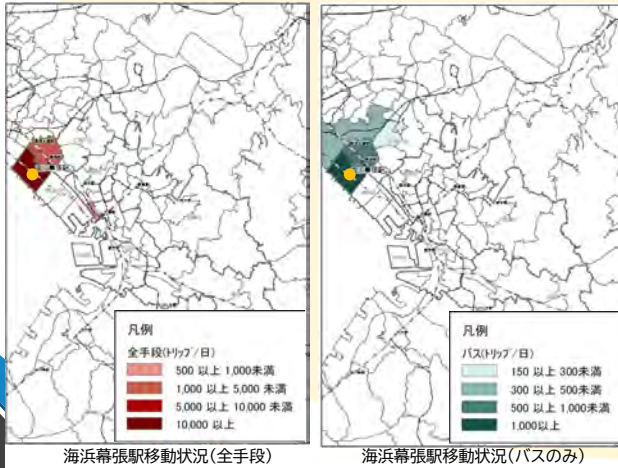 凡例
全手段(トリップ/日)
500 以上 1,000未満
1,000 以上 5,000 未満
5,000 以上 10,000 未満
10,000 以上
海浜幕張駅移動状況(全手段)
凡例
バス(トリップ/日)
150 以上 300未満
300 以上 500未満
500 以上 1,000未満
1,000以上
海浜幕張駅移動状況(バスのみ)